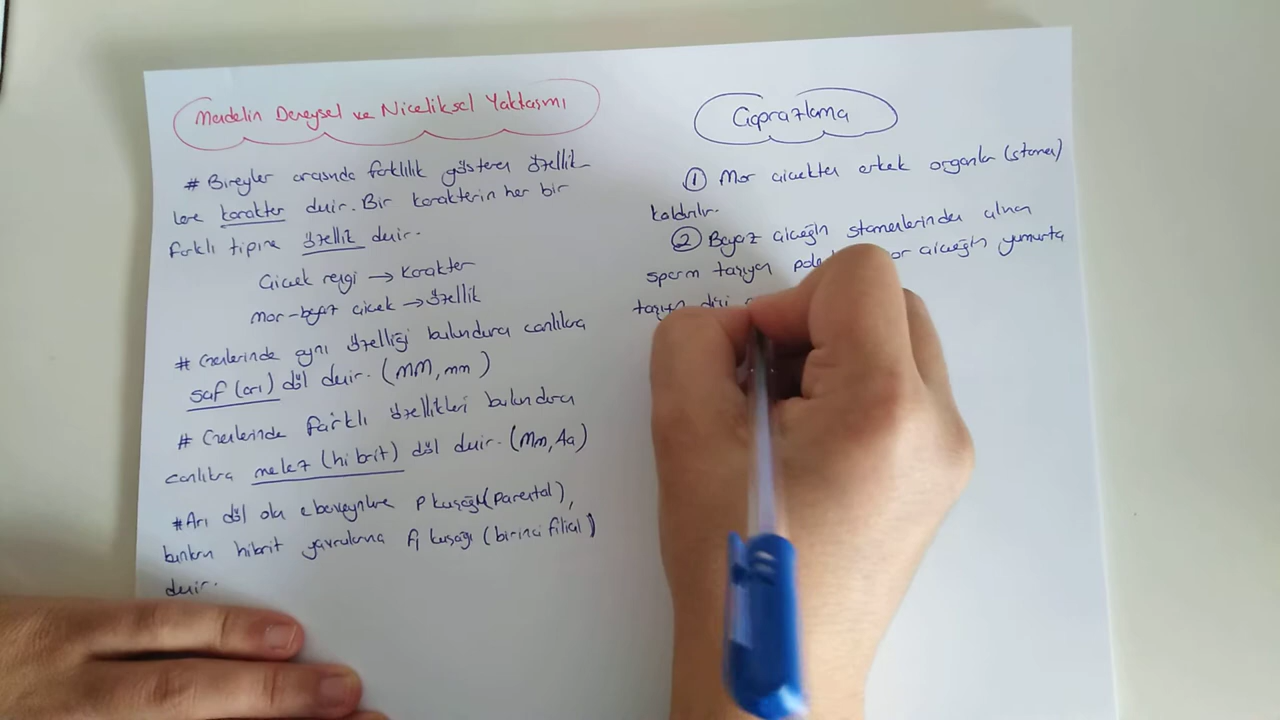 Mendelin Deneysel ve Niceliksel Yaklaşımı
# Bireyler arasında farklılık gösteren özellik-
lere karakter denir. Bir karakterin her bir
farklı tipine özellik denir.
Çiçek rengi → Karakter
Mor-beyaz çiçek → özellik
# Genlerinde aynı özelliği bulunduran canlılara
saf (arı) döl denir. (MM, mm)
# Genlerinde farklı özellikleri bulunduran
canlılara melez (hibrit) döl denir. (Mm, Aa)
# Arı döl olan ebeveynlere P kuşağı (parental),
bunların hibrit yavrularına F1 kuşağı (birinci filial)
denir.
Çaprazlama
① Mor çiçekten erkek organlar (stamen)
kaldırılır.
② Beyaz çiçeğin stamenlerinden alınan
sperm taşıyan çiçeğin yumurta
taşıyan dişi